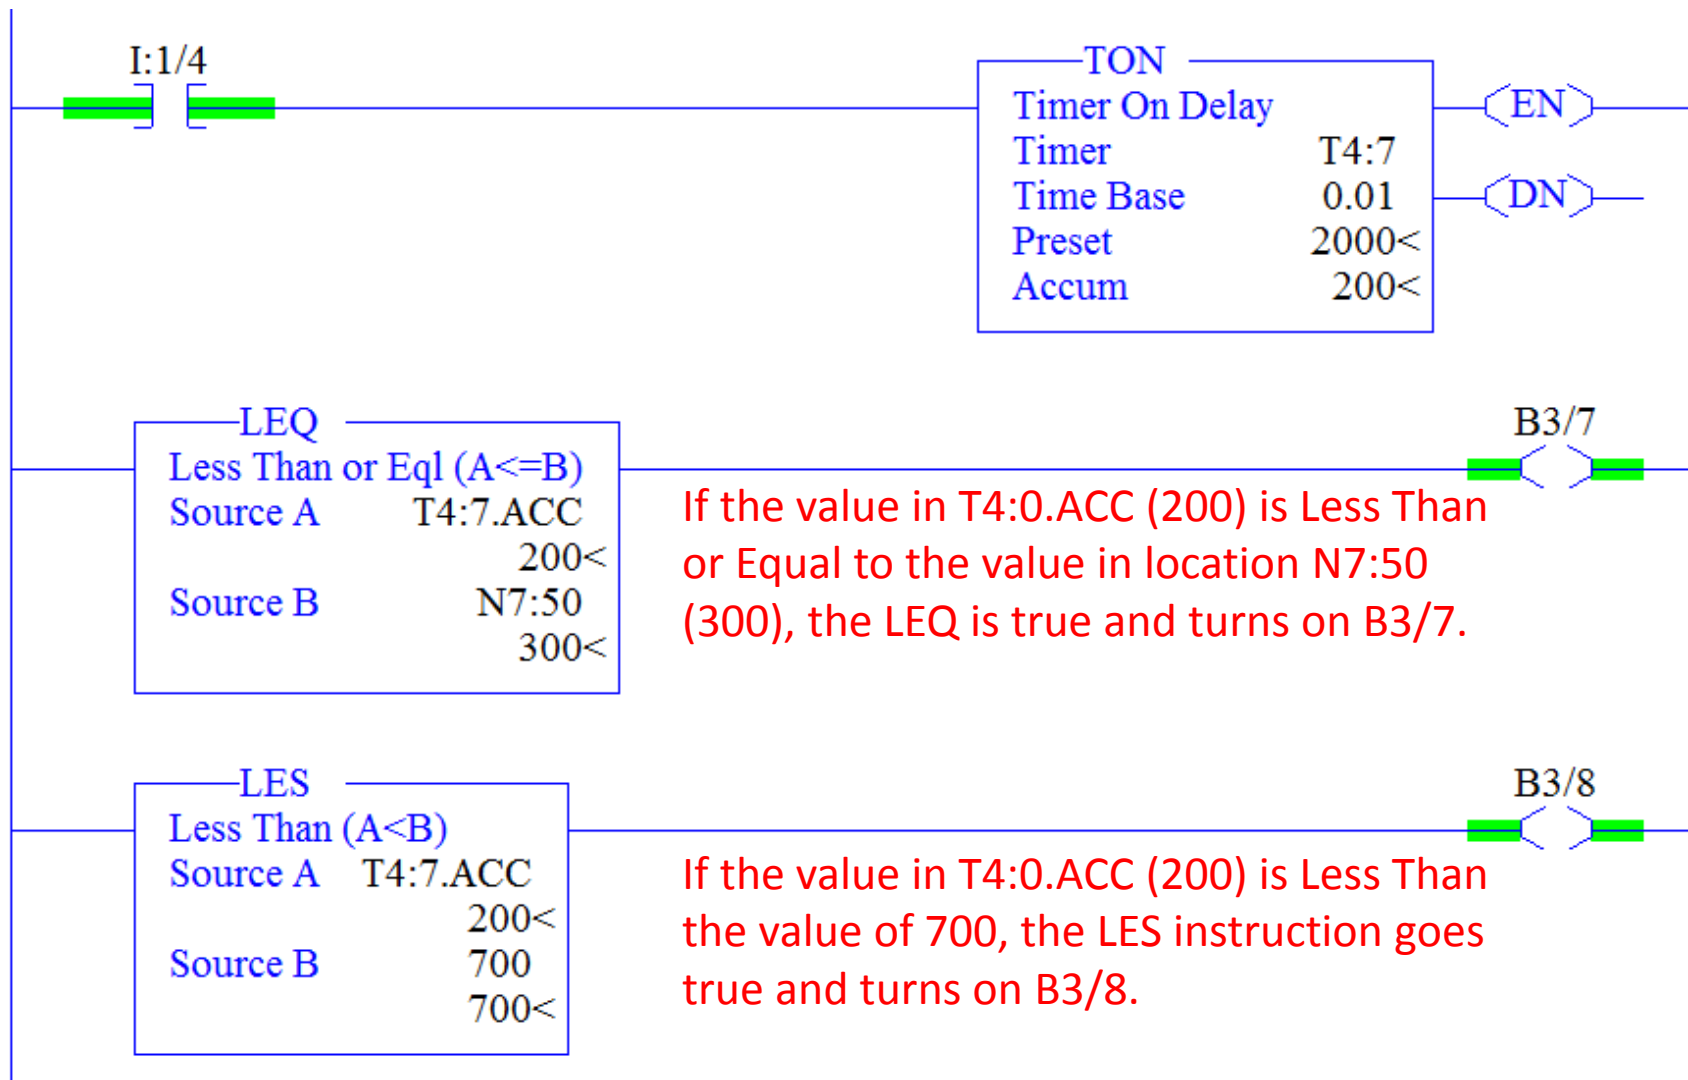 I:1/4
TON
Timer On Delay
Timer T4:7
Time Base 0.01
Preset 2000<
Accum 200<
EN
DN
LEQ
Less Than or Eql (A<=B)
Source A T4:7.ACC
200<
Source B N7:50
300<
B3/7
If the value in T4:0.ACC (200) is Less Than
or Equal to the value in location N7:50
(300), the LEQ is true and turns on B3/7.
LES
Less Than (A<B)
Source A T4:7.ACC
200<
Source B 700
700<
B3/8
If the value in T4:0.ACC (200) is Less Than
the value of 700, the LES instruction goes
true and turns on B3/8.